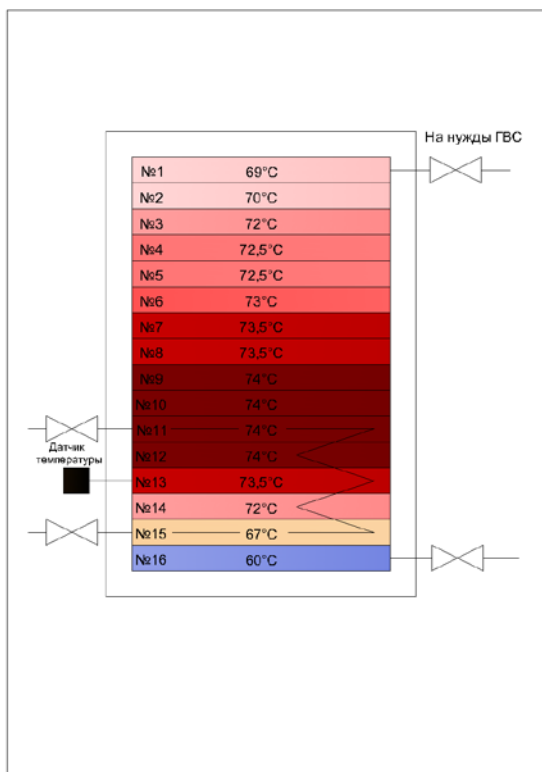 На нужды ГВС
№1 69°C
№2 70°C
№3 72°C
№4 72,5°C
№5 72,5°C
№6 73°C
№7 73,5°C
№8 73,5°C
№9 74°C
№10 74°C
№11 74°C
Датчик
температуры
№12 74°C
№13 73,5°C
№14 72°C
№15 67°C
№16 60°C